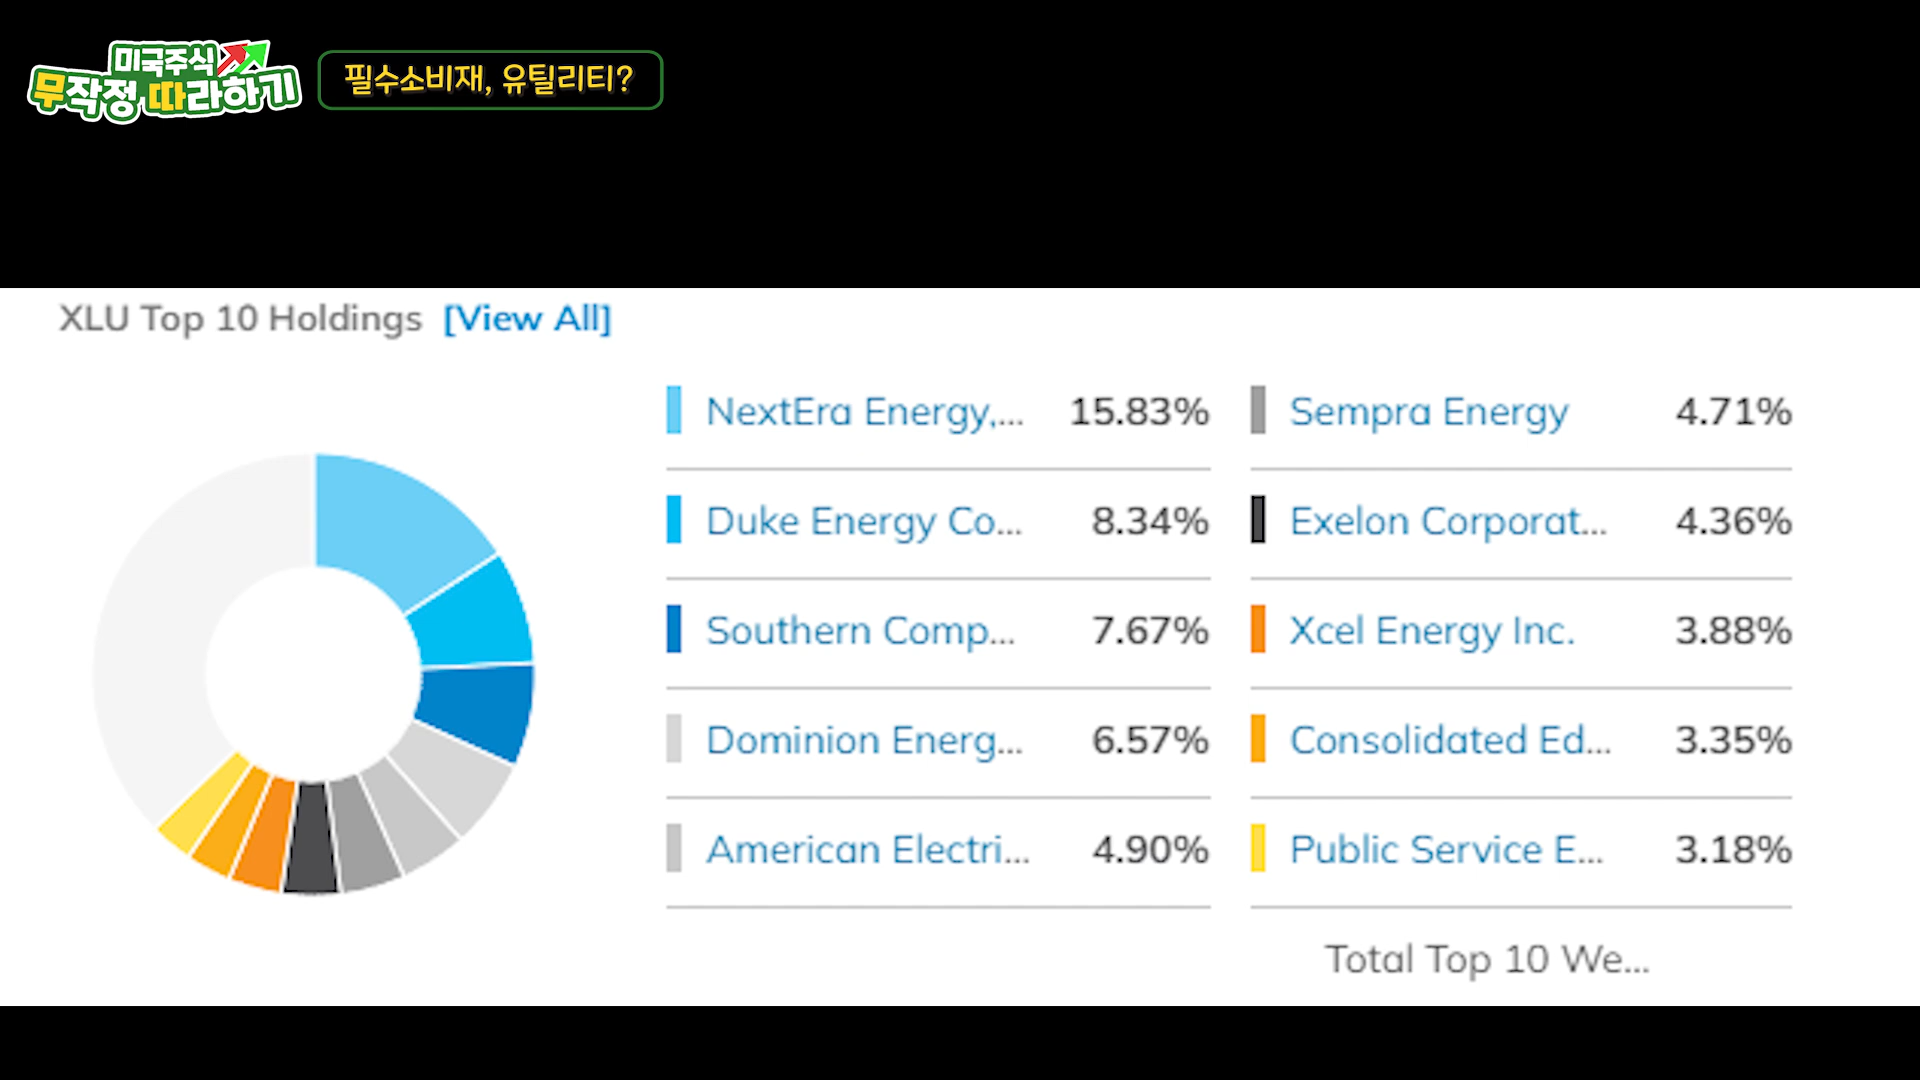 미국주식
무작정 따라하기
필수소비재, 유틸리티?
XLU Top 10 Holdings [View All]
NextEra Energy,... 15.83%
Duke Energy Co... 8.34%
Southern Comp... 7.67%
Dominion Energ... 6.57%
American Electri... 4.90%
Sempra Energy 4.71%
Exelon Corporat... 4.36%
Xcel Energy Inc. 3.88%
Consolidated Ed... 3.35%
Public Service E... 3.18%
Total Top 10 We...